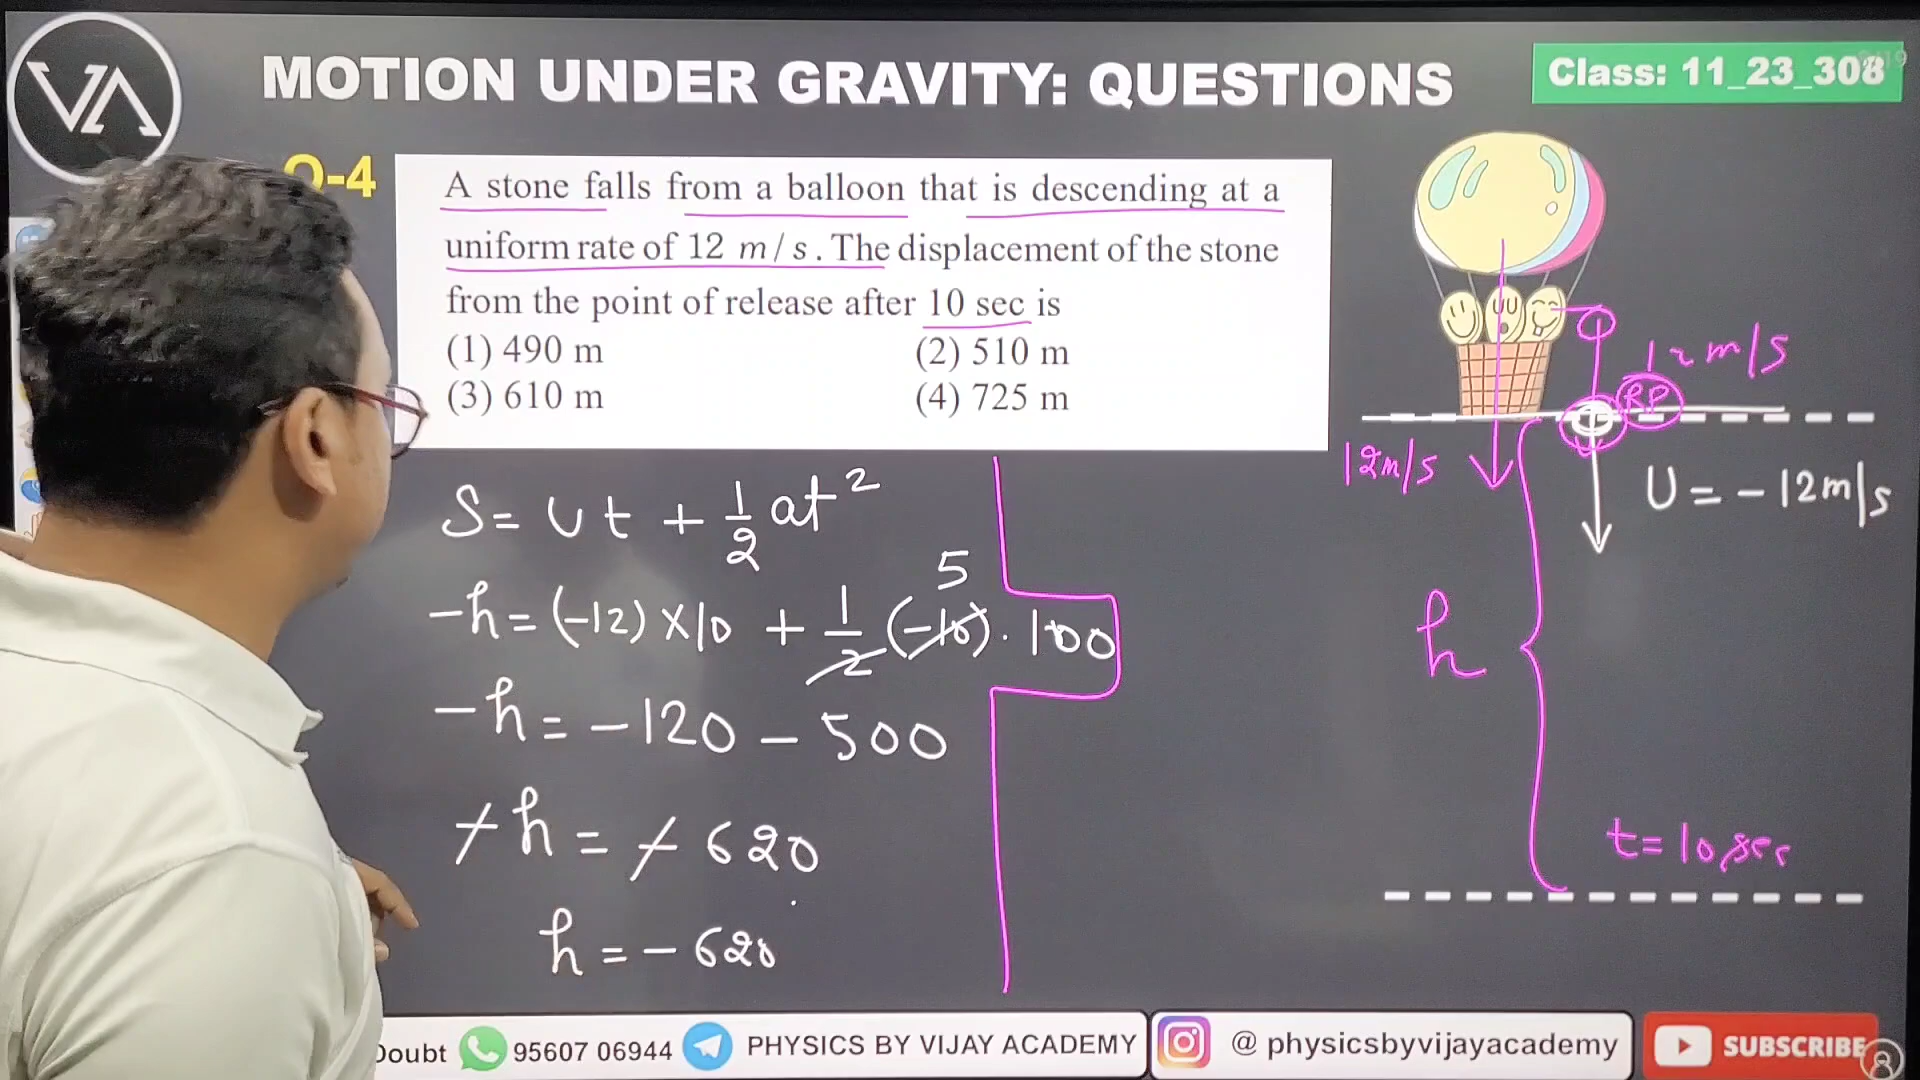 VA
MOTION UNDER GRAVITY: QUESTIONS
Class: 11_23_308
Q-4
A stone falls from a balloon that is descending at a
uniform rate of 12 m/s. The displacement of the stone
from the point of release after 10 sec is
(1) 490 m
(2) 510 m
(3) 610 m
(4) 725 m
12m/s
RP
12m/s
U = -12m/s
h
t= 10sec
S= ut + 1/2 at²
5
-h = (-12) ×10 + 1/2 (-10) . 100
-h = -120 - 500
-h = -620
h = - 620
Doubt
95607 06944
PHYSICS BY VIJAY ACADEMY
@ physicsbyvijayacademy
SUBSCRIBE